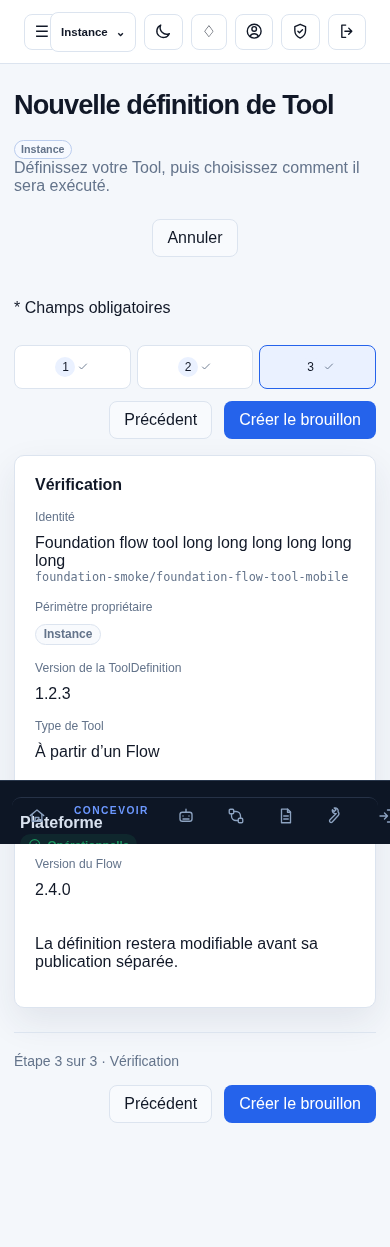 Instance
Nouvelle définition de Tool
Instance
Définissez votre Tool, puis choisissez comment il
sera exécuté.
Annuler
* Champs obligatoires
1
2
3
Précédent
Créer le brouillon
Vérification
Identité
Foundation flow tool long long long long long
long
foundation-smoke/foundation-flow-tool-mobile
Périmètre propriétaire
Instance
Version de la ToolDefinition
1.2.3
Type de Tool
À partir d’un Flow
CONCEVOIR
Plateforme
Opérationnelle
Version du Flow
2.4.0
La définition restera modifiable avant sa
publication séparée.
Étape 3 sur 3 · Vérification
Précédent
Créer le brouillon